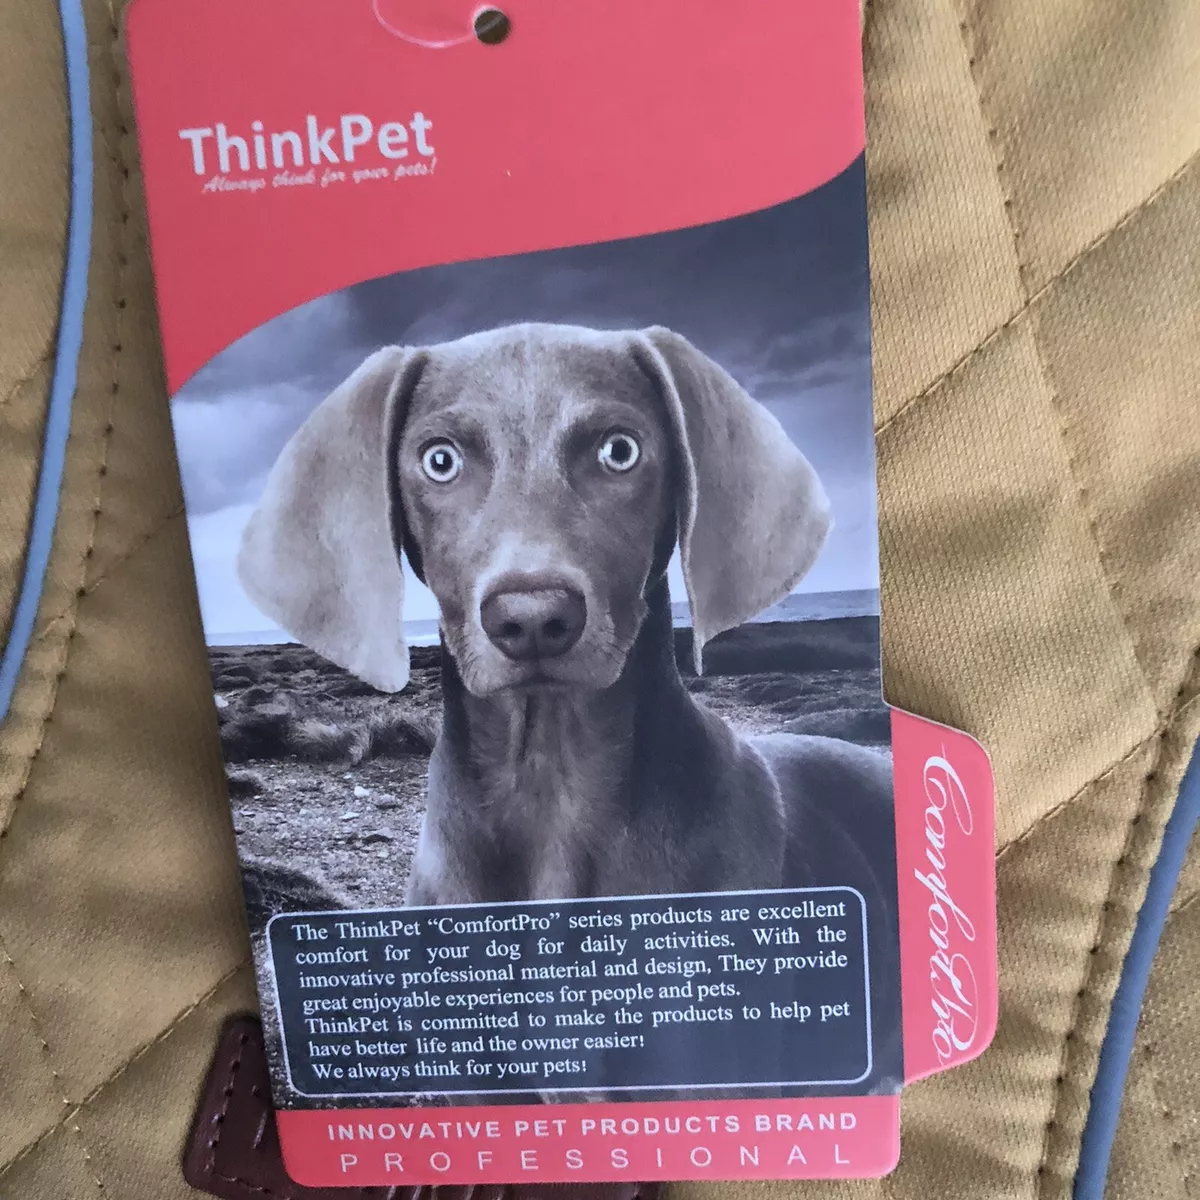 ThinkPet
Always think for your pets!
The ThinkPet “ComfortPro” series products are excellent
comfort for your dog for daily activities. With the
innovative professional material and design, They provide
great enjoyable experiences for people and pets.
ThinkPet is committed to make the products to help pet
have better life and the owner easier!
We always think for your pets!
ComfortPro
INNOVATIVE PET PRODUCTS BRAND
PROFESSIONAL